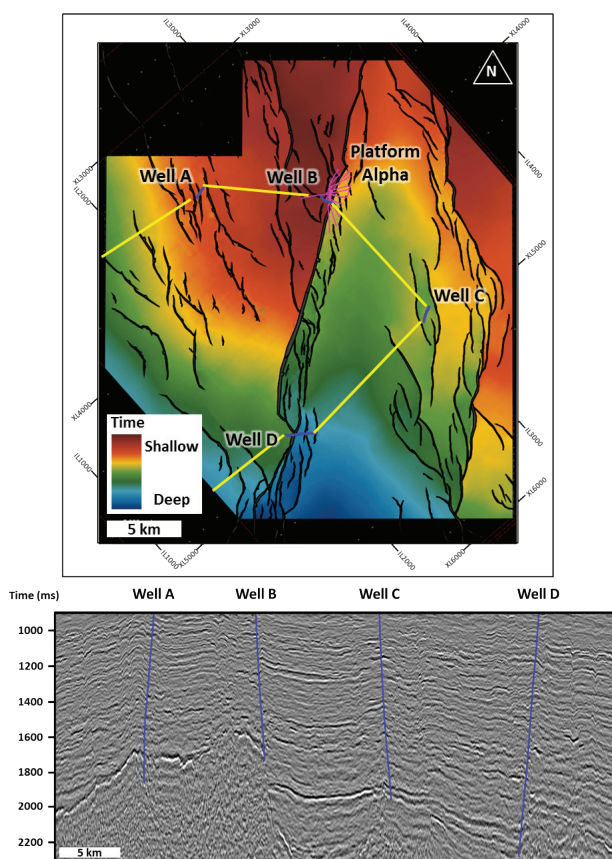 IL3000
XL3000
IL4000
XL4000
N
Platform
Alpha
XL3000
Well A
Well B
IL4000
IL2000
XL5000
Well C
XL4000
Time
Shallow
Well D
IL3000
IL1000
Deep
XL6000
5 km
IL1000
XL5000
IL2000
XL6000
Time (ms)
Well A
Well B
Well C
Well D
1000
1200
1400
1600
1800
2000
2200
5 km